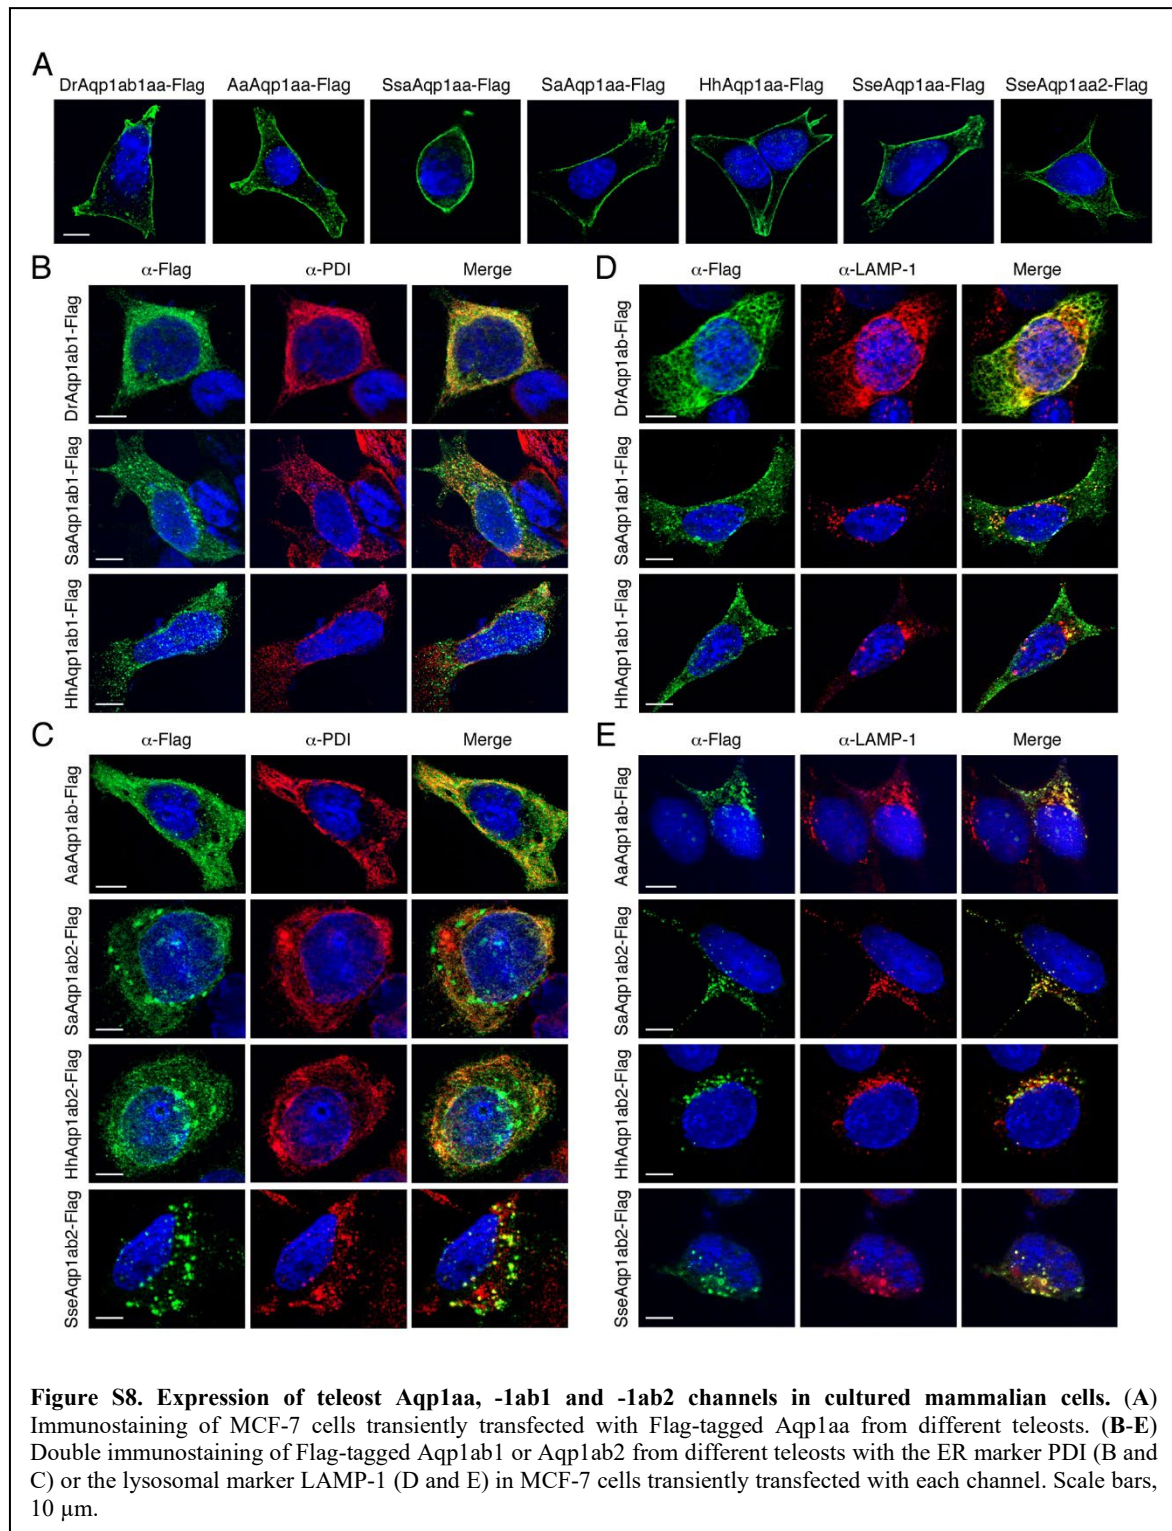 A
DrAqp1ab1aa-Flag AaAqp1aa-Flag SsaAqp1aa-Flag SaAqp1aa-Flag HhAqp1aa-Flag SseAqp1aa-Flag SseAqp1aa2-Flag
B
α-Flag α-PDI Merge
DrAqp1ab1-Flag
SaAqp1ab1-Flag
HhAqp1ab1-Flag
D
α-Flag α-LAMP-1 Merge
DrAqp1ab-Flag
SaAqp1ab1-Flag
HhAqp1ab1-Flag
C
α-Flag α-PDI Merge
AaAqp1ab-Flag
SaAqp1ab2-Flag
HhAqp1ab2-Flag
SseAqp1ab2-Flag
E
α-Flag α-LAMP-1 Merge
AaAqp1ab-Flag
SaAqp1ab2-Flag
HhAqp1ab2-Flag
SseAqp1ab2-Flag
Figure S8. Expression of teleost Aqp1aa, -1ab1 and -1ab2 channels in cultured mammalian cells. (A)
Immunostaining of MCF-7 cells transiently transfected with Flag-tagged Aqp1aa from different teleosts. (B-E)
Double immunostaining of Flag-tagged Aqp1ab1 or Aqp1ab2 from different teleosts with the ER marker PDI (B and
C) or the lysosomal marker LAMP-1 (D and E) in MCF-7 cells transiently transfected with each channel. Scale bars,
10 µm.